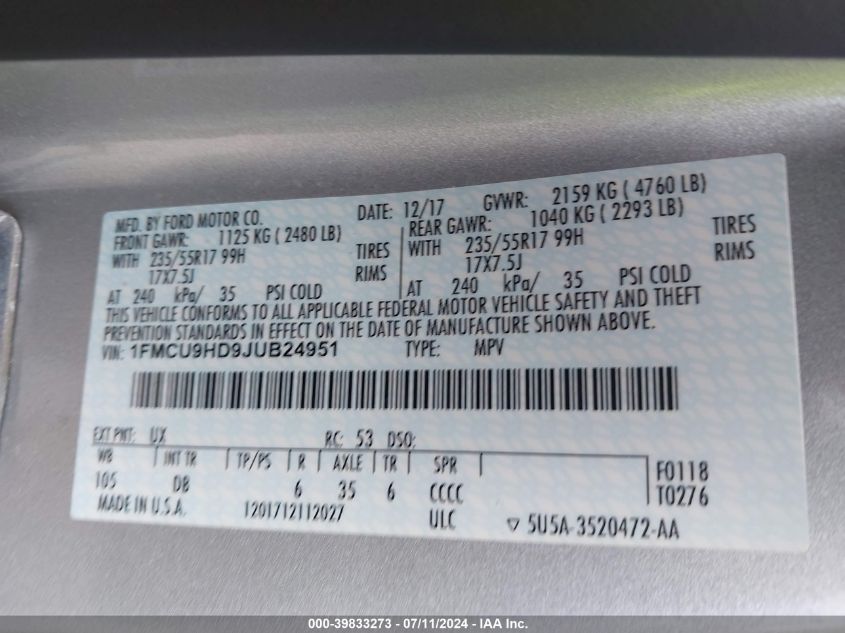 MFD. BY FORD MOTOR CO. DATE: 12/17 GVWR: 2159 KG ( 4760 LB)
FRONT GAWR: 1125 KG ( 2480 LB) REAR GAWR: 1040 KG ( 2293 LB)
WITH 235/55R17 99H TIRES WITH 235/55R17 99H TIRES
17X7.5J RIMS 17X7.5J RIMS
AT 240 kPa/ 35 PSI COLD AT 240 kPa/ 35 PSI COLD
THIS VEHICLE CONFORMS TO ALL APPLICABLE FEDERAL MOTOR VEHICLE SAFETY AND THEFT
PREVENTION STANDARDS IN EFFECT ON THE DATE OF MANUFACTURE SHOWN ABOVE.
VIN: 1FMCU9HD9JUB24951 TYPE: MPV
EXT PNT: UX RC: 53 DSO:
WB INT TR TP/PS R AXLE TR SPR F0118
105 DB 6 35 6 CCCC T0276
MADE IN U.S.A. 1201712112027 ULC ▽ 5U5A-3520472-AA
000-39833273 - 07/11/2024 - IAA Inc.